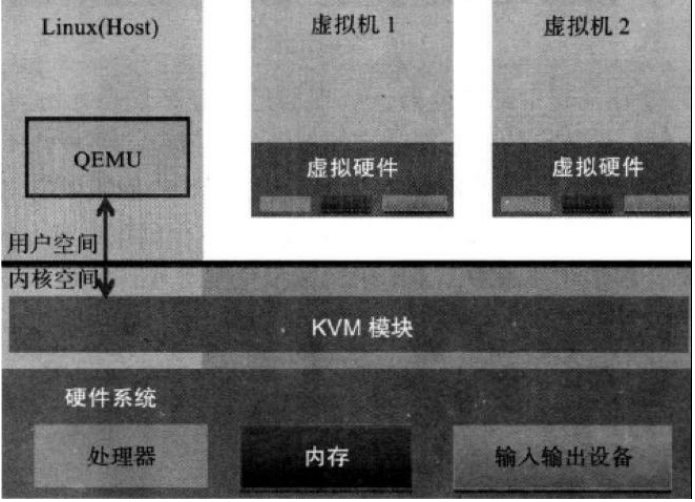 Linux(Host)
虚拟机 1
虚拟机 2
QEMU
虚拟硬件
虚拟硬件
用户空间
内核空间
KVM 模块
硬件系统
处理器
内存
输入输出设备